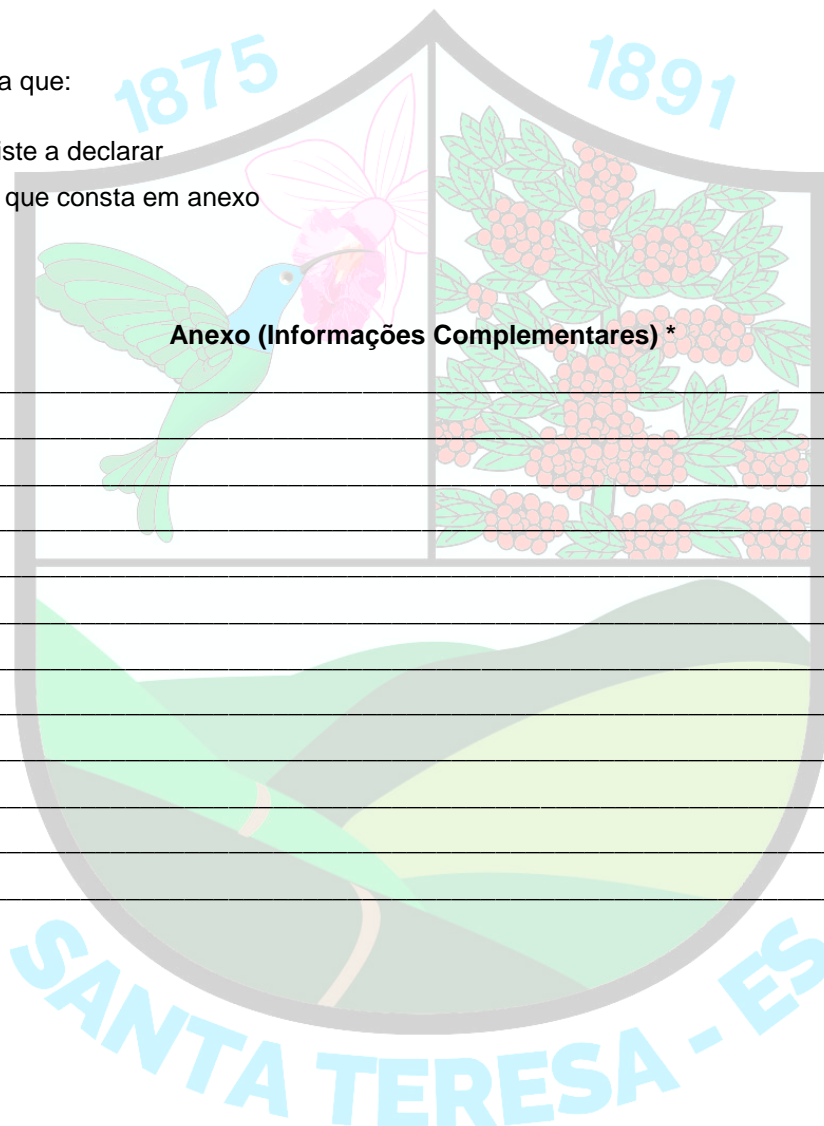 1875 1891
a que:
iste a declarar
que consta em anexo
Anexo (Informações Complementares) *
SANTA TERESA - ES